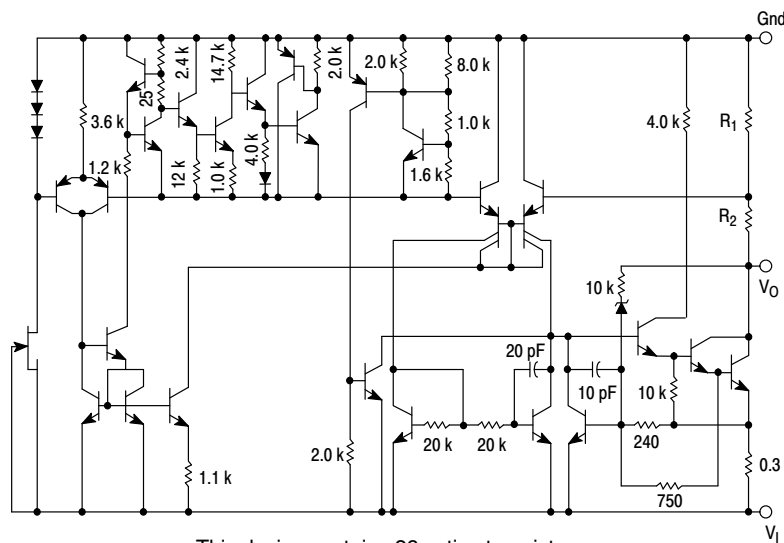 Gnd
2.4 k
14.7 k
2.0 k
2.0 k
8.0 k
25
3.6 k
4.0 k
1.0 k
4.0 k
R1
1.2 k
12 k
1.0 k
1.6 k
R2
10 k
VO
20 pF
10 pF
10 k
20 k
20 k
240
2.0 k
1.1 k
0.3
750
VI